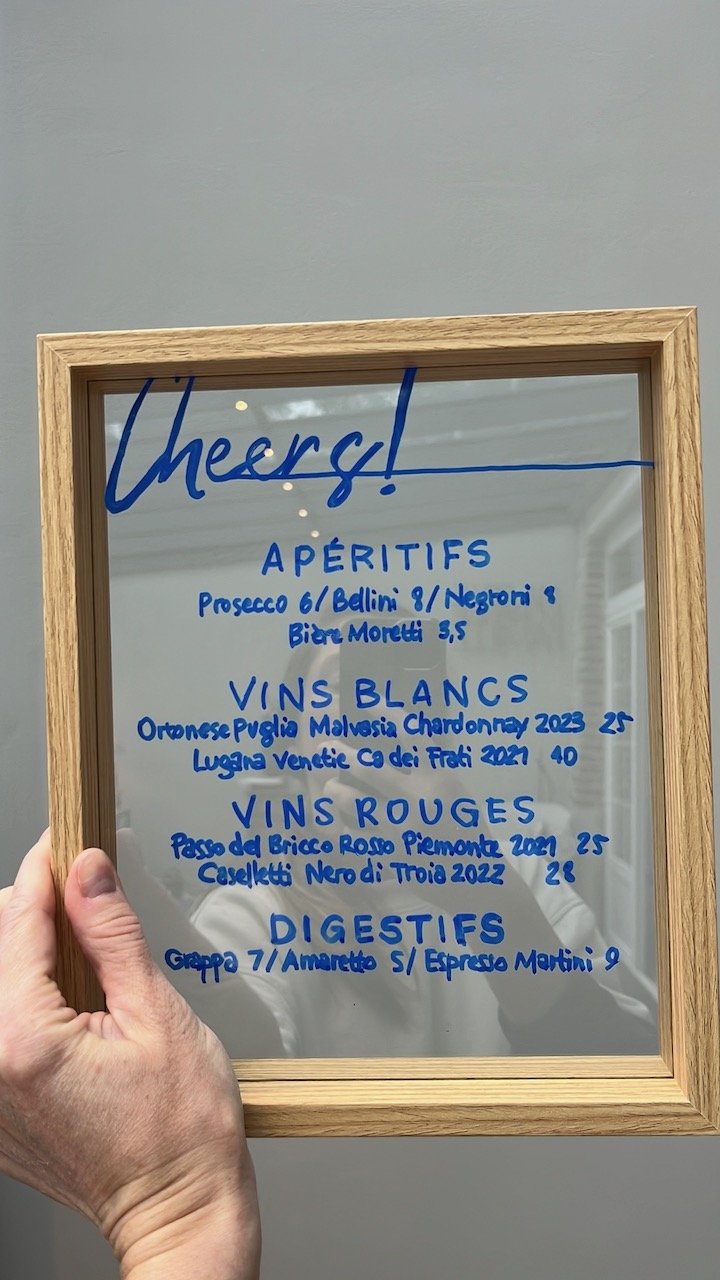 Cheers!
APÉRITIFS
Prosecco 6/ Bellini 8/ Negroni 8
Bière Moretti 3,5
VINS BLANCS
Ortonese Puglia Malvasia Chardonnay 2023 25
Lugana Venetie Ca dei Frati 2021 40
VINS ROUGES
Passo del Bricco Rosso Piemonte 2021 25
Caselletti Nero di Troia 2022 28
DIGESTIFS
Grappa 7/ Amaretto 5/ Espresso Martini 9